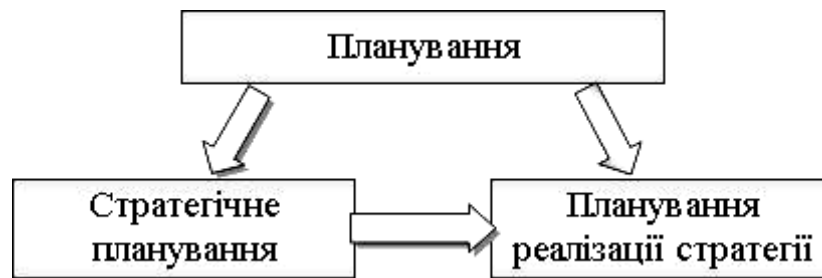 Планування
Стратегічне
планування
Планування
реалізації стратегії